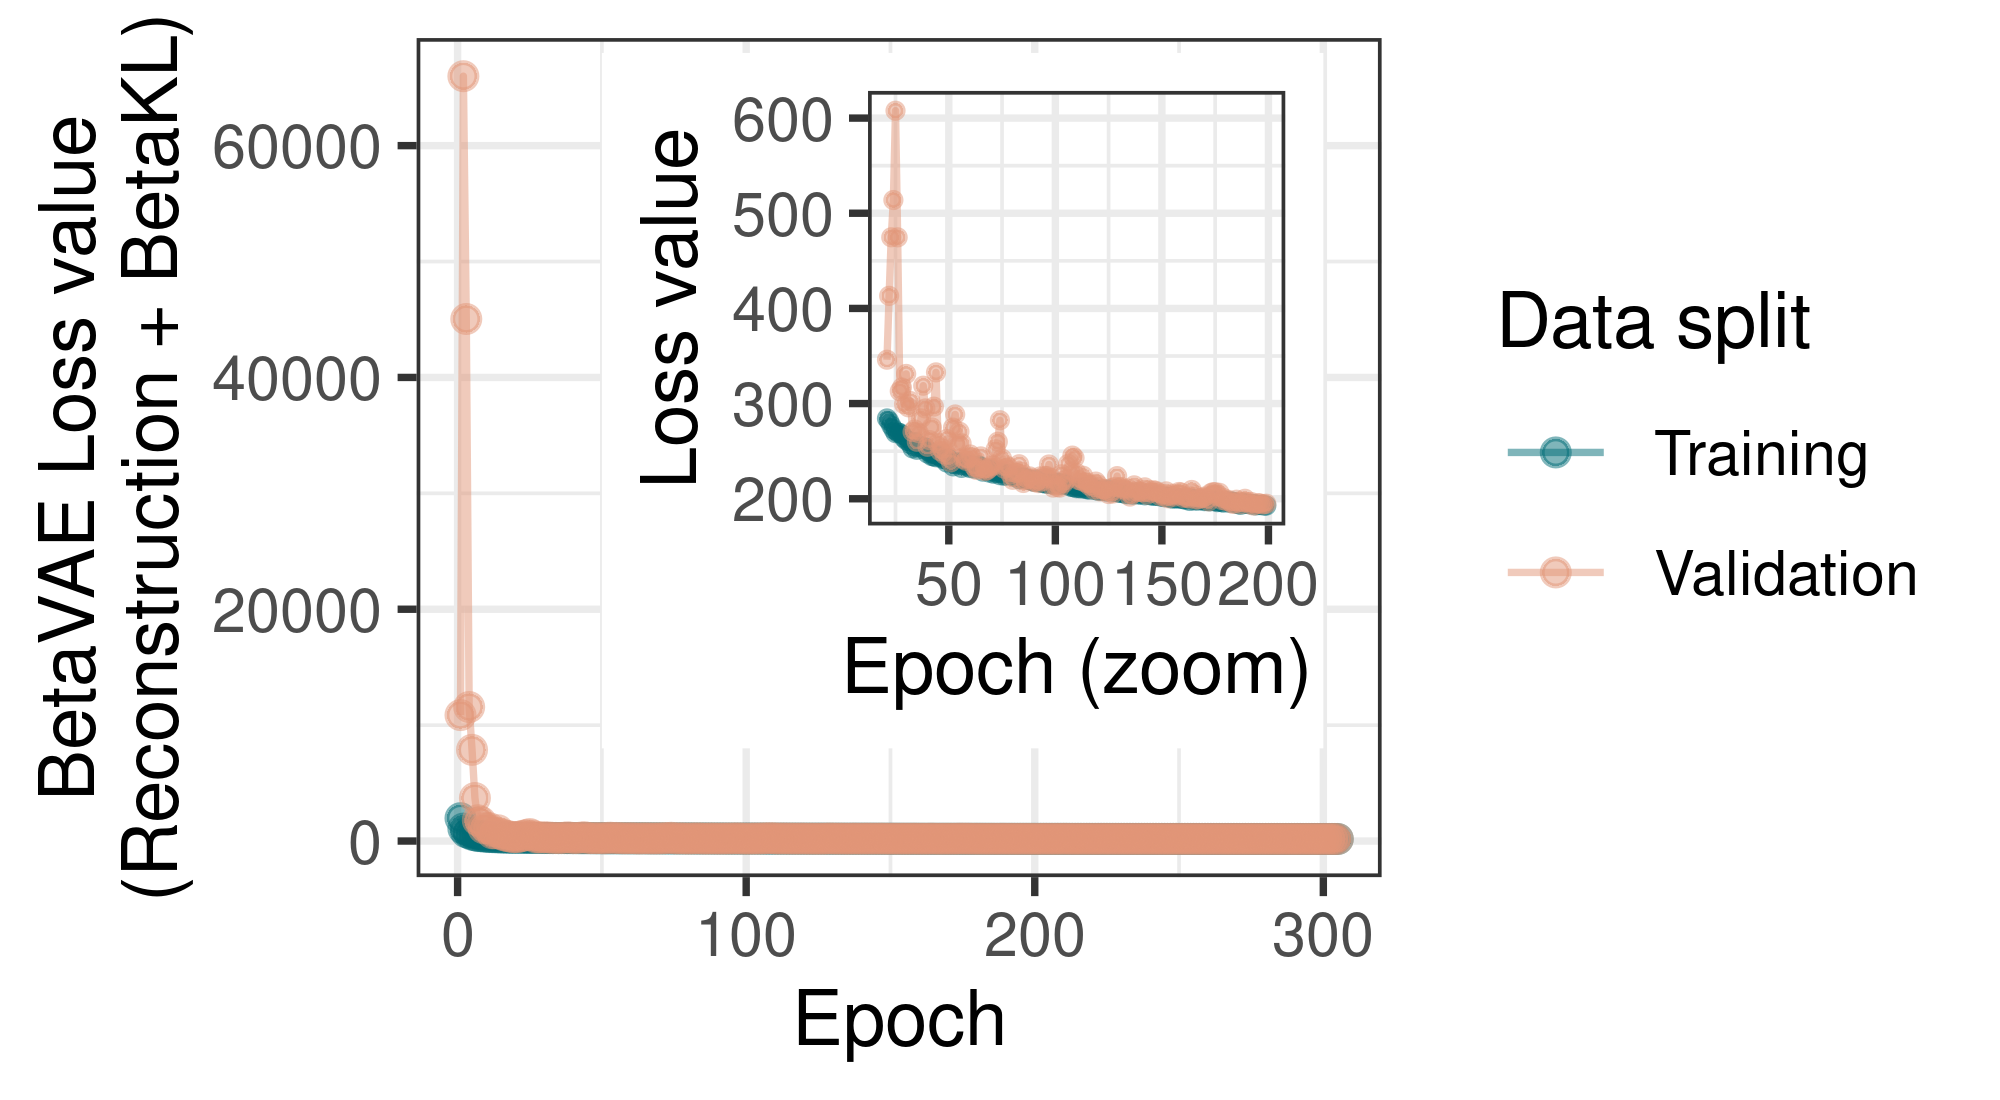 BetaVAE Loss value
(Reconstruction + BetaKL)
60000
40000
20000
0
0
100
200
300
Epoch
Loss value
600
500
400
300
200
50
100
150
200
Epoch (zoom)
Data split
Training
Validation